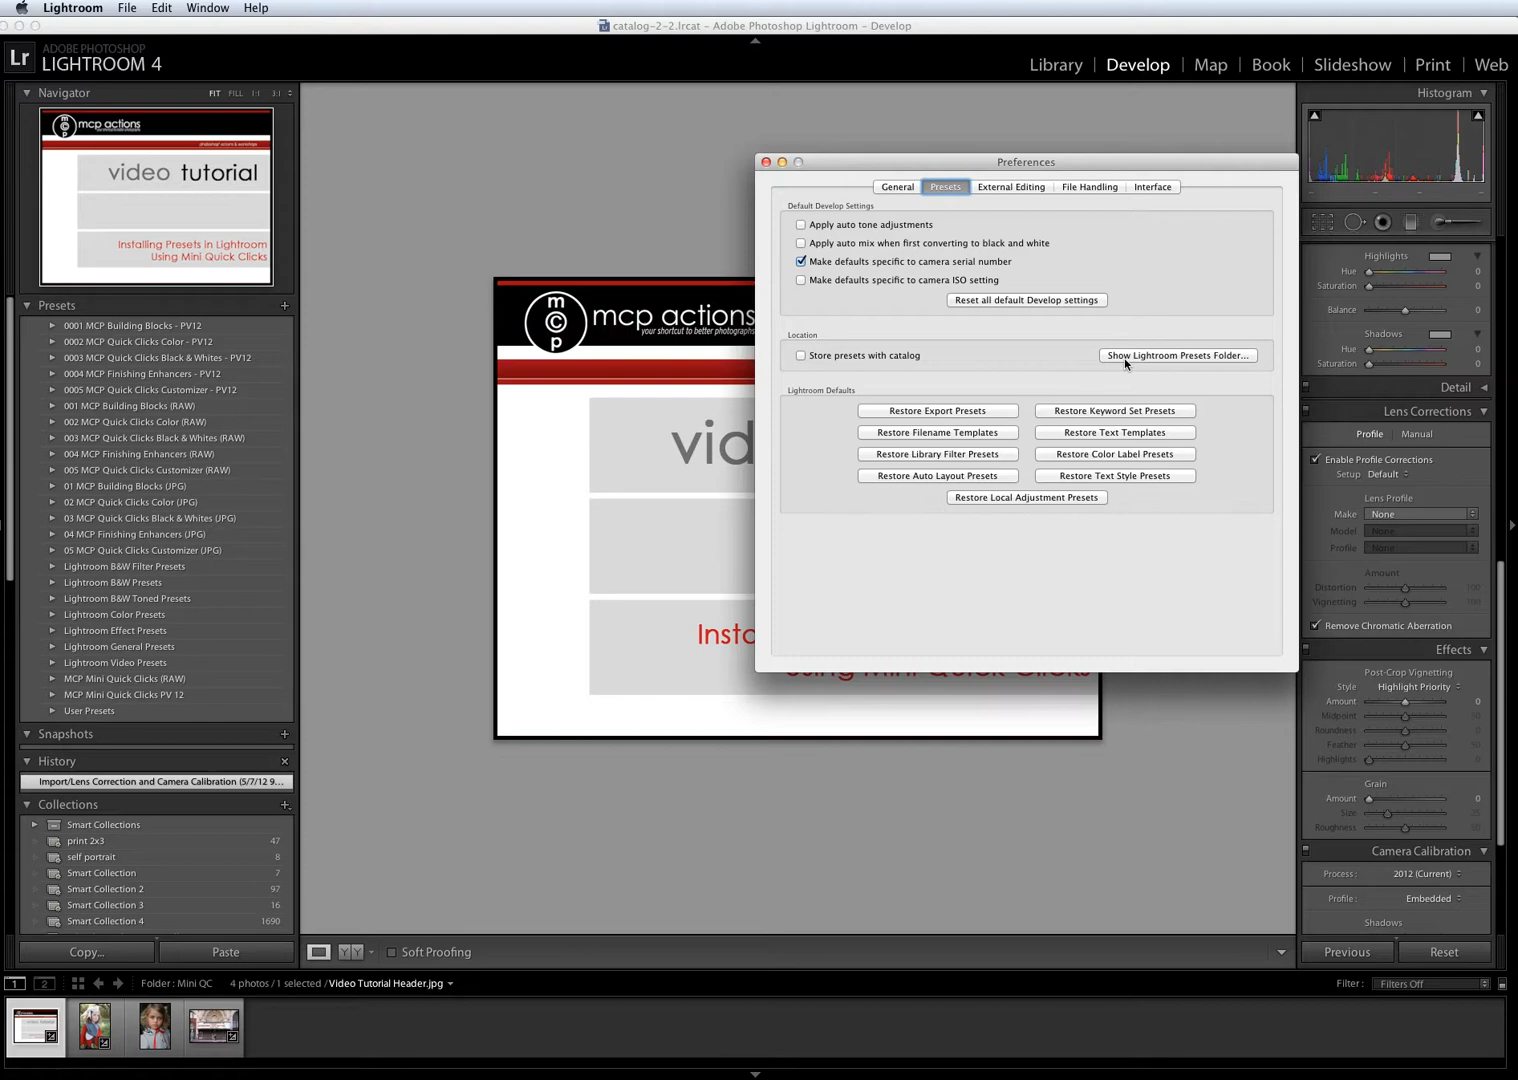 Lightroom File Edit Window Help
catalog-2-2.lrcat - Adobe Photoshop Lightroom - Develop
Lr ADOBE PHOTOSHOP
LIGHTROOM 4
Library | Develop | Map | Book | Slideshow | Print | Web
Navigator FIT FILL 1:1 3:1
mcp actions
video tutorial
Installing Presets in Lightroom
Using Mini Quick Clicks
Presets
0001 MCP Building Blocks - PV12
0002 MCP Quick Clicks Color - PV12
0003 MCP Quick Clicks Black & Whites - PV12
0004 MCP Finishing Enhancers - PV12
0005 MCP Quick Clicks Customizer - PV12
001 MCP Building Blocks (RAW)
002 MCP Quick Clicks Color (RAW)
003 MCP Quick Clicks Black & Whites (RAW)
004 MCP Finishing Enhancers (RAW)
005 MCP Quick Clicks Customizer (RAW)
01 MCP Building Blocks (JPG)
02 MCP Quick Clicks Color (JPG)
03 MCP Quick Clicks Black & Whites (JPG)
04 MCP Finishing Enhancers (JPG)
05 MCP Quick Clicks Customizer (JPG)
Lightroom B&W Filter Presets
Lightroom B&W Presets
Lightroom B&W Toned Presets
Lightroom Color Presets
Lightroom Effect Presets
Lightroom General Presets
Lightroom Video Presets
MCP Mini Quick Clicks (RAW)
MCP Mini Quick Clicks PV 12
User Presets
Snapshots
History
Import/Lens Correction and Camera Calibration (5/7/12 9...
Collections
Smart Collections
print 2x3 47
self portrait 8
Smart Collection 7
Smart Collection 2 97
Smart Collection 3 16
Smart Collection 4 1690
Copy... Paste
mcp actions
your shortcut to better photographs
vid
Insta
Using Mini Quick Clicks
Preferences
General Presets External Editing File Handling Interface
Default Develop Settings
Apply auto tone adjustments
Apply auto mix when first converting to black and white
Make defaults specific to camera serial number
Make defaults specific to camera ISO setting
Reset all default Develop settings
Location
Store presets with catalog Show Lightroom Presets Folder...
Lightroom Defaults
Restore Export Presets Restore Keyword Set Presets
Restore Filename Templates Restore Text Templates
Restore Library Filter Presets Restore Color Label Presets
Restore Auto Layout Presets Restore Text Style Presets
Restore Local Adjustment Presets
Histogram
Highlights
Hue 0
Saturation 0
Balance 0
Shadows
Hue 0
Saturation 0
Detail
Lens Corrections
Profile | Manual
Enable Profile Corrections
Setup Default
Lens Profile
Make None
Model None
Profile None
Amount
Distortion 100
Vignetting 100
Remove Chromatic Aberration
Effects
Post-Crop Vignetting
Style Highlight Priority
Amount 0
Midpoint 50
Roundness 0
Feather 50
Highlights 0
Grain
Amount 0
Size 25
Roughness 50
Camera Calibration
Process : 2012 (Current)
Profile : Embedded
Shadows
Previous Reset
YY Soft Proofing
1 2 Folder : Mini QC 4 photos / 1 selected / Video Tutorial Header.jpg Filter : Filters Off